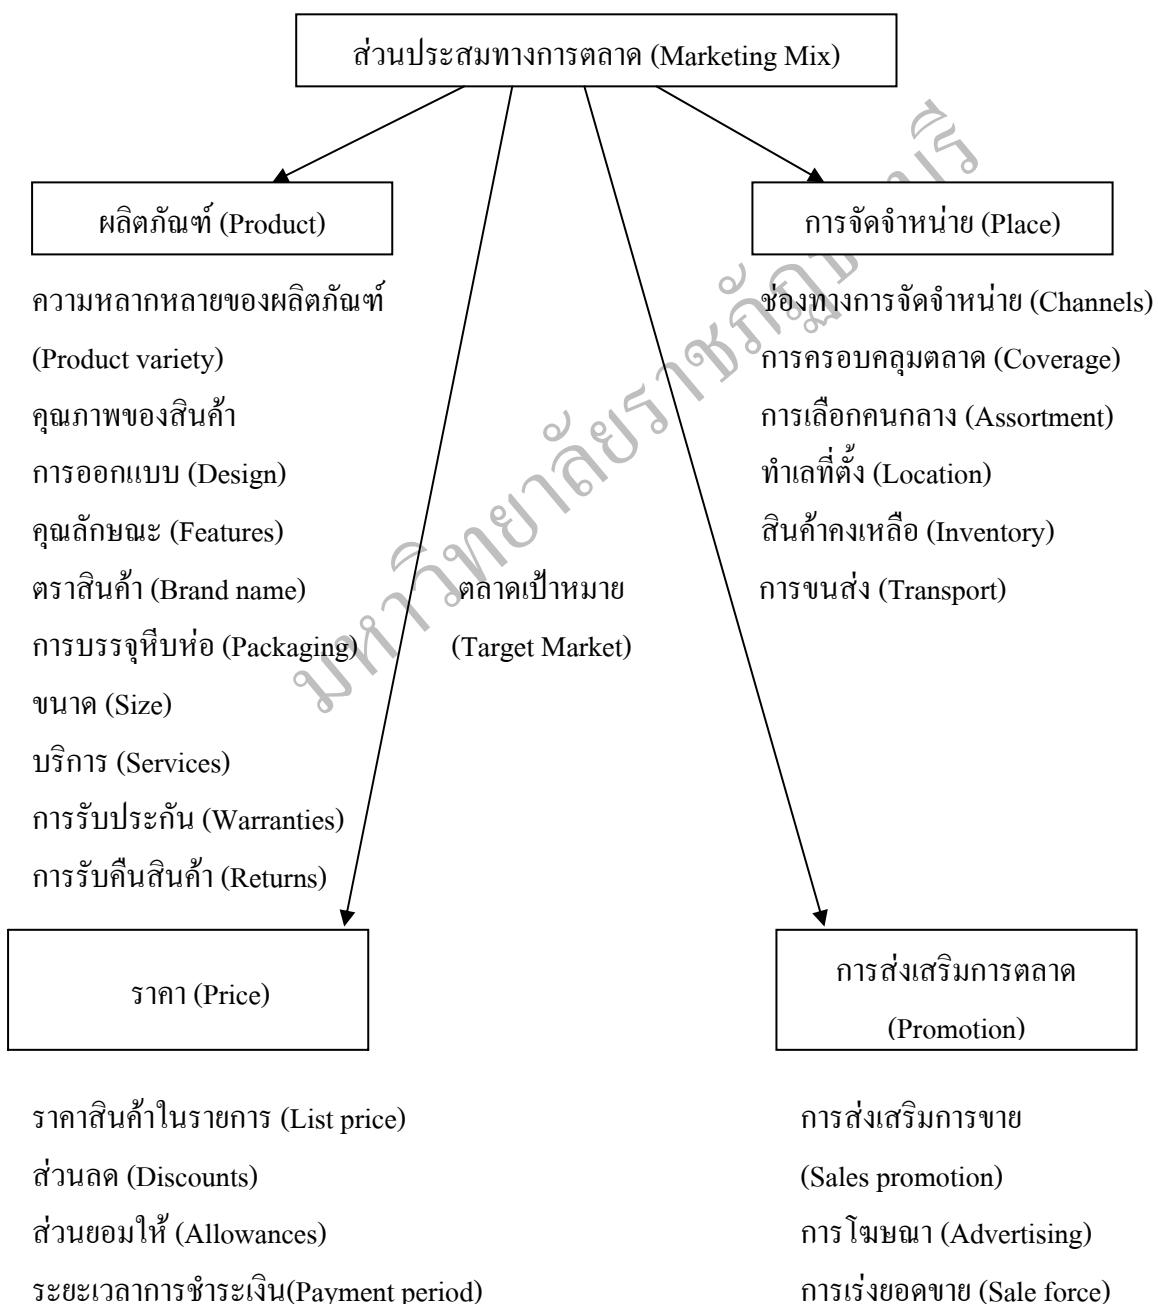 ส่วนประสมทางการตลาด (Marketing Mix)
ผลิตภัณฑ์ (Product)
ความหลากหลายของผลิตภัณฑ์
(Product variety)
คุณภาพของสินค้า
การออกแบบ (Design)
คุณลักษณะ (Features)
ตราสินค้า (Brand name)
การบรรจุหีบห่อ (Packaging)
ขนาด (Size)
บริการ (Services)
การรับประกัน (Warranties)
การรับคืนสินค้า (Returns)
ตลาดเป้าหมาย
(Target Market)
การจัดจำหน่าย (Place)
ช่องทางการจัดจำหน่าย (Channels)
การครอบคลุมตลาด (Coverage)
การเลือกคนกลาง (Assortment)
ทำเลที่ตั้ง (Location)
สินค้าคงเหลือ (Inventory)
การขนส่ง (Transport)
ราคา (Price)
ราคาสินค้าในรายการ (List price)
ส่วนลด (Discounts)
ส่วนยอมให้ (Allowances)
ระยะเวลาการชำระเงิน(Payment period)
การส่งเสริมการตลาด
(Promotion)
การส่งเสริมการขาย
(Sales promotion)
การโฆษณา (Advertising)
การเร่งยอดขาย (Sale force)